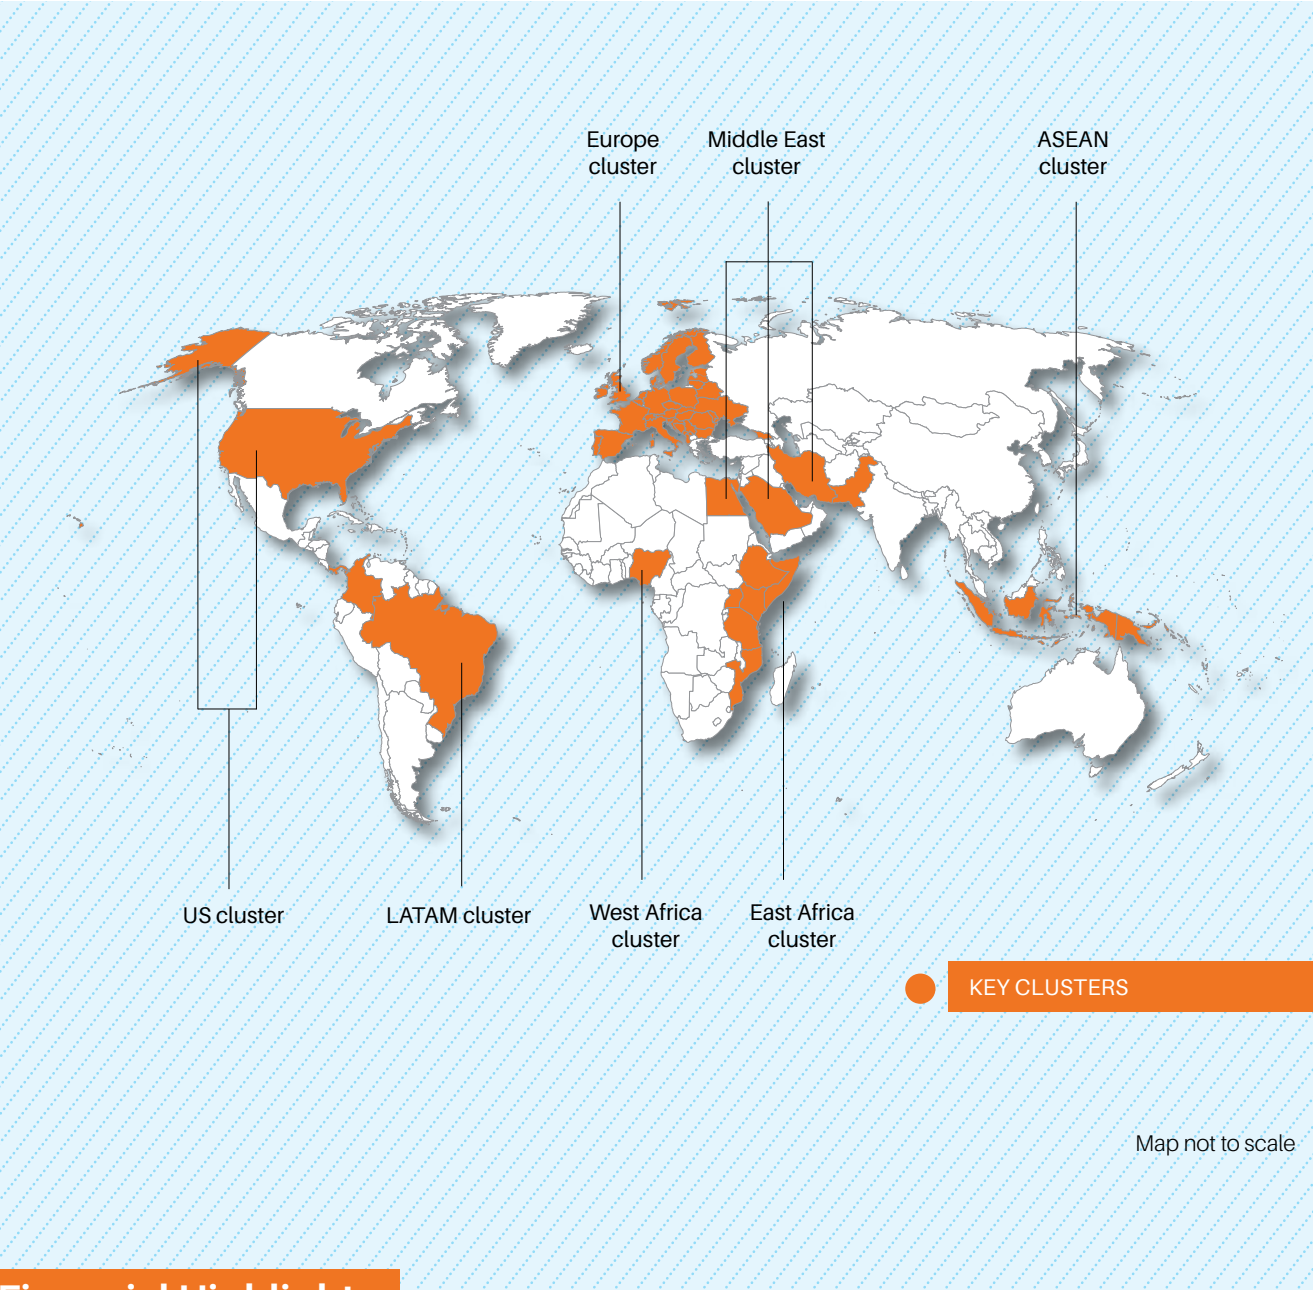 Europe
cluster
Middle East
cluster
ASEAN
cluster
US cluster
LATAM cluster
West Africa
cluster
East Africa
cluster
KEY CLUSTERS
Map not to scale